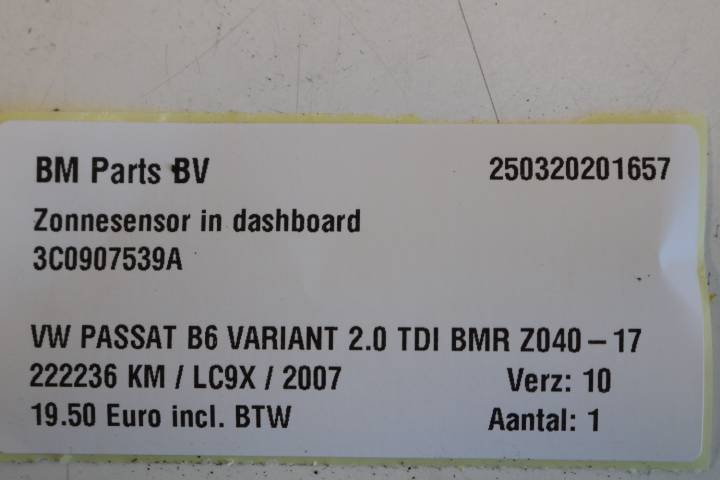 BM Parts BV 250320201657
Zonnesensor in dashboard
3C0907539A
VW PASSAT B6 VARIANT 2.0 TDI BMR Z040-17
222236 KM / LC9X / 2007 Verz: 10
19.50 Euro incl. BTW Aantal: 1